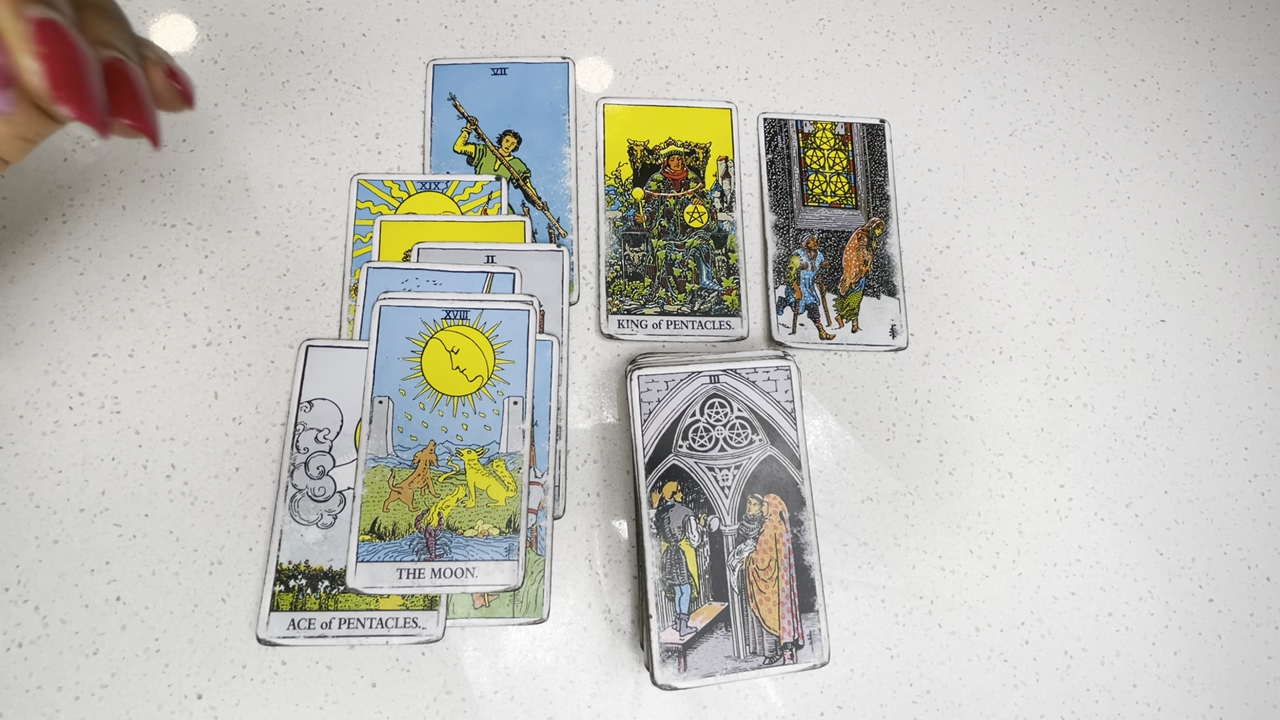 VII
XIX
II
XVIII
THE MOON.
ACE of PENTACLES.
KING of PENTACLES.
III